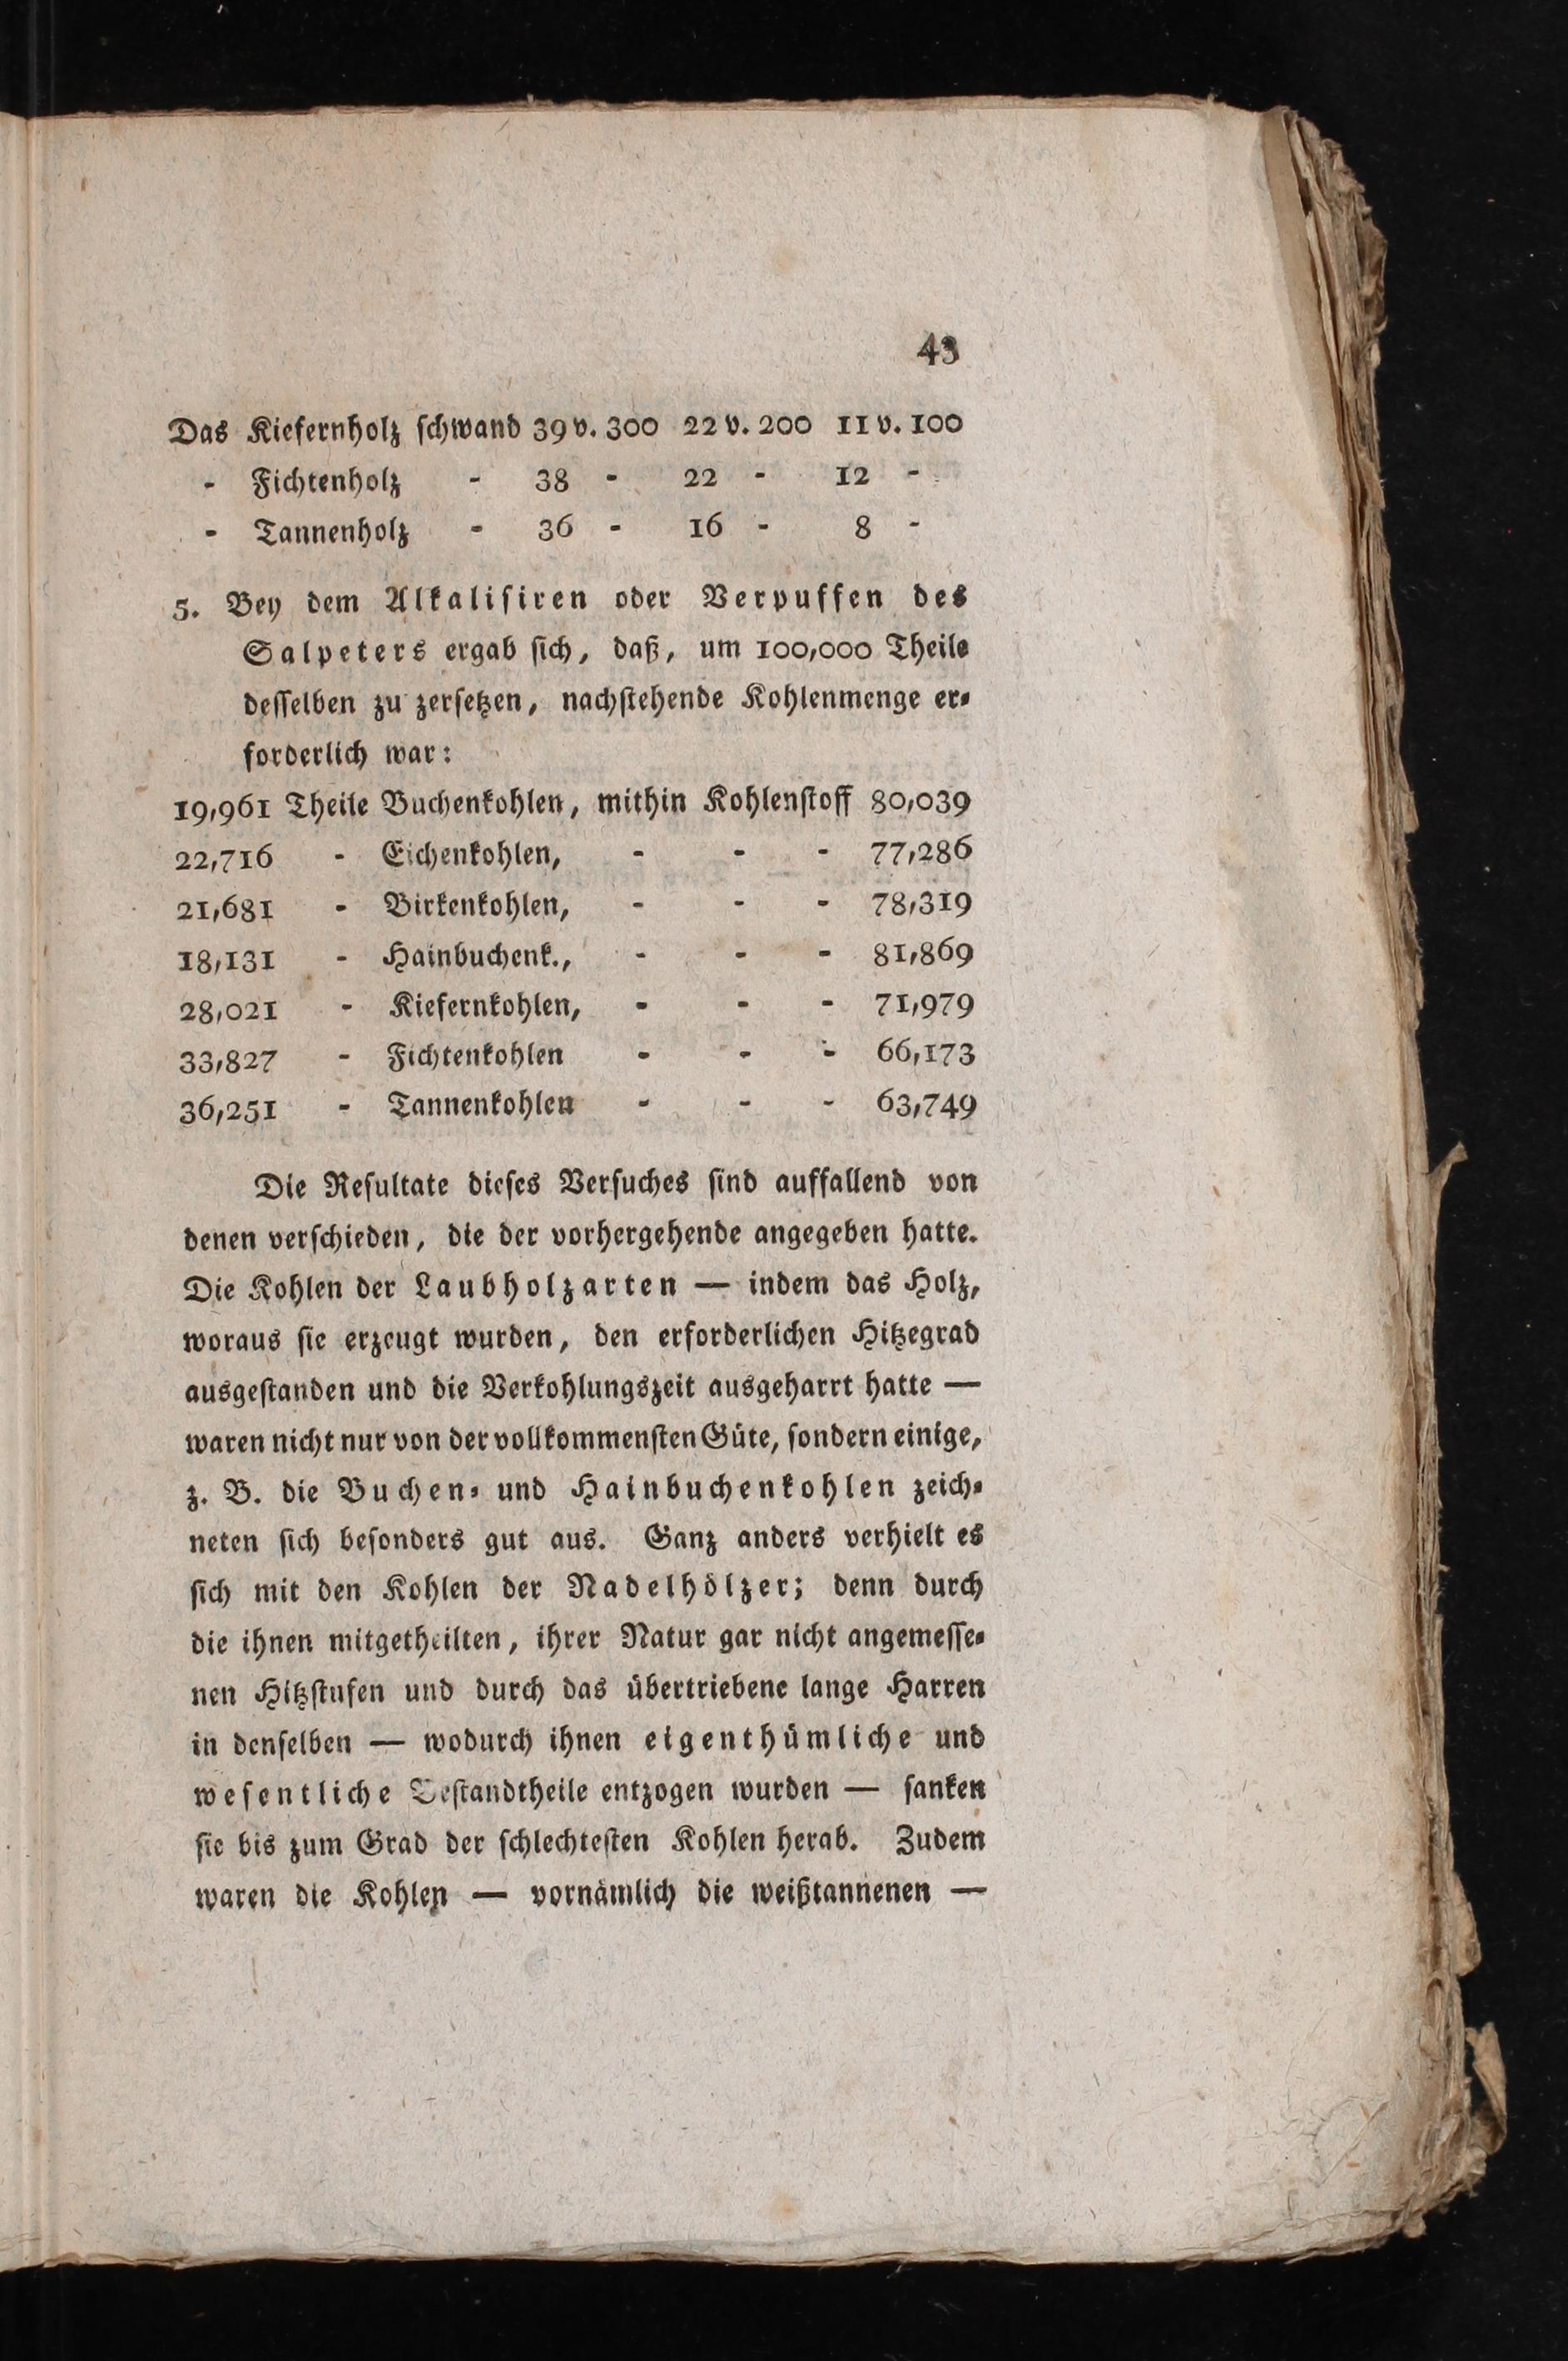 43
Das Kiefernholz ſchwand 39 v. 300 22 v. 200 11 v. 100
- Fichtenholz - 38 - 22 - 12 -
- Tannenholz - 36 - 16 - 8 -
5. Bey dem Alkaliſiren oder Verpuffen des
Salpeters ergab ſich, daß, um 100,000 Theile
deſſelben zu zerſetzen, nachſtehende Kohlenmenge er⸗
forderlich war:
19,961 Theile Buchenkohlen, mithin Kohlenſtoff 80,039
22,716 - Eichenkohlen, - - - 77,286
21,681 - Birkenkohlen, - - - 78,319
18,131 - Hainbuchenk., - - - 81,869
28,021 - Kiefernkohlen, - - - 71,979
33,827 - Fichtenkohlen - - - 66,173
36,251 - Tannenkohlen - - - 63,749
Die Reſultate dieſes Verſuches ſind auffallend von
denen verſchieden, die der vorhergehende angegeben hatte.
Die Kohlen der Laubholzarten — indem das Holz,
woraus ſie erzeugt wurden, den erforderlichen Hitzegrad
ausgeſtanden und die Verkohlungszeit ausgeharrt hatte —
waren nicht nur von der vollkommenſten Güte, ſondern einige,
z. B. die Buchen⸗ und Hainbuchenkohlen zeich⸗
neten ſich beſonders gut aus. Ganz anders verhielt es
ſich mit den Kohlen der Nadelhölzer; denn durch
die ihnen mitgetheilten, ihrer Natur gar nicht angemeſſe⸗
nen Hitzſtufen und durch das übertriebene lange Harren
in denſelben — wodurch ihnen eigenthümliche und
weſentliche Beſtandtheile entzogen wurden — ſanken
ſie bis zum Grad der ſchlechteſten Kohlen herab. Zudem
waren die Kohlen — vornämlich die weißtannenen —